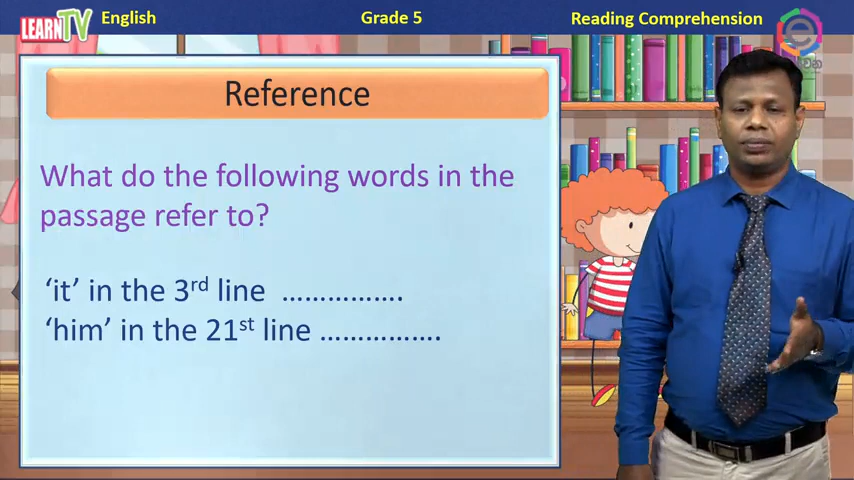 LEARN TV
English
Grade 5
Reading Comprehension
Reference
What do the following words in the
passage refer to?
‘it’ in the 3rd line ................
‘him’ in the 21st line ................